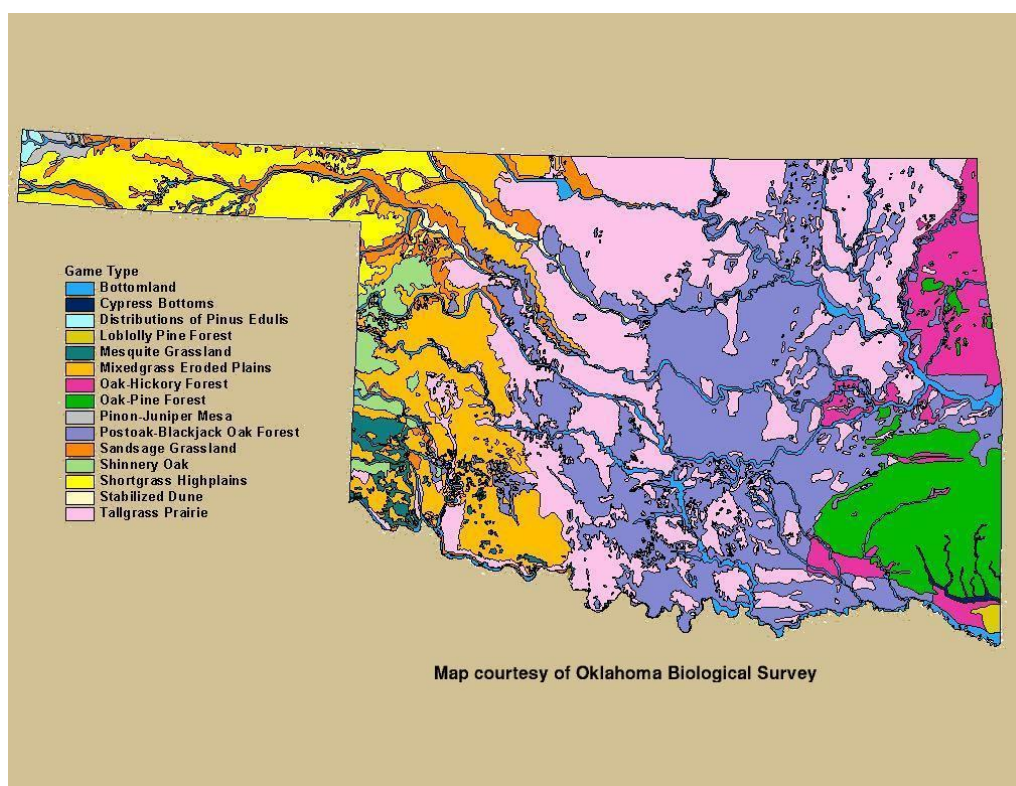 Game Type
Bottomland
Cypress Bottoms
Distributions of Pinus Edulis
Loblolly Pine Forest
Mesquite Grassland
Mixedgrass Eroded Plains
Oak-Hickory Forest
Oak-Pine Forest
Pinon-Juniper Mesa
Postoak-Blackjack Oak Forest
Sandsage Grassland
Shinnery Oak
Shortgrass Highplains
Stabilized Dune
Tallgrass Prairie
Map courtesy of Oklahoma Biological Survey